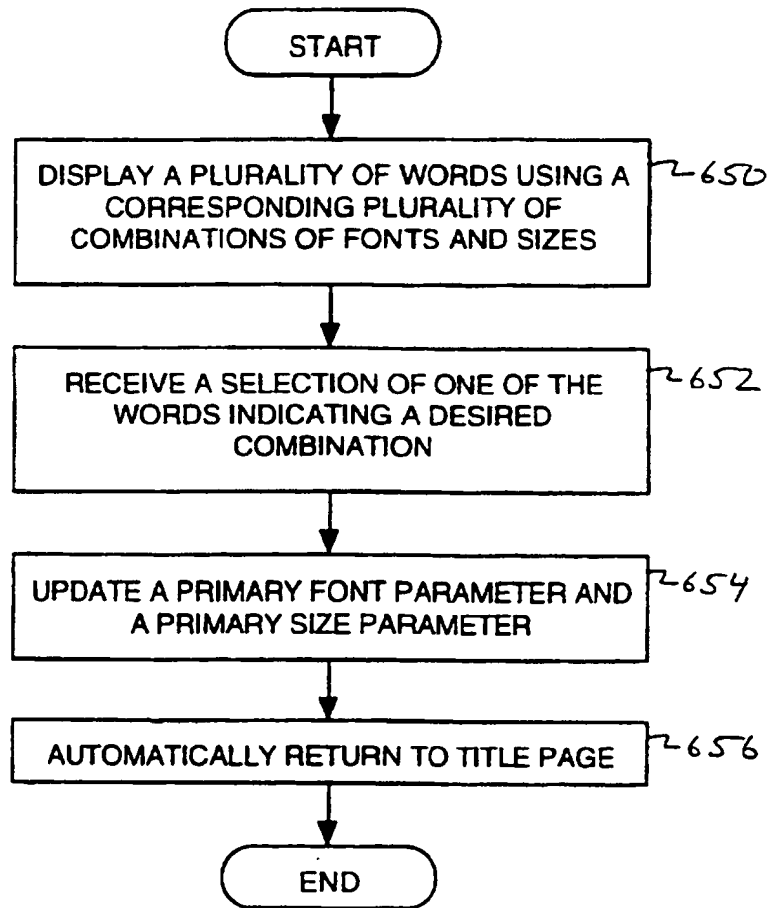 START
DISPLAY A PLURALITY OF WORDS USING A
CORRESPONDING PLURALITY OF
COMBINATIONS OF FONTS AND SIZES
650
RECEIVE A SELECTION OF ONE OF THE
WORDS INDICATING A DESIRED
COMBINATION
652
UPDATE A PRIMARY FONT PARAMETER AND
A PRIMARY SIZE PARAMETER
654
AUTOMATICALLY RETURN TO TITLE PAGE
656
END